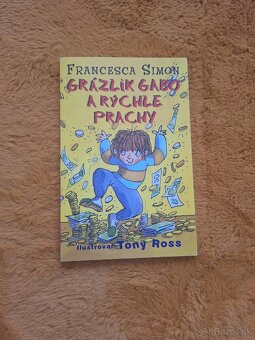 FRANCESCA SIMON
GRÁZLIK GABO
A RÝCHLE
PRACHY
Ilustroval Tony Ross